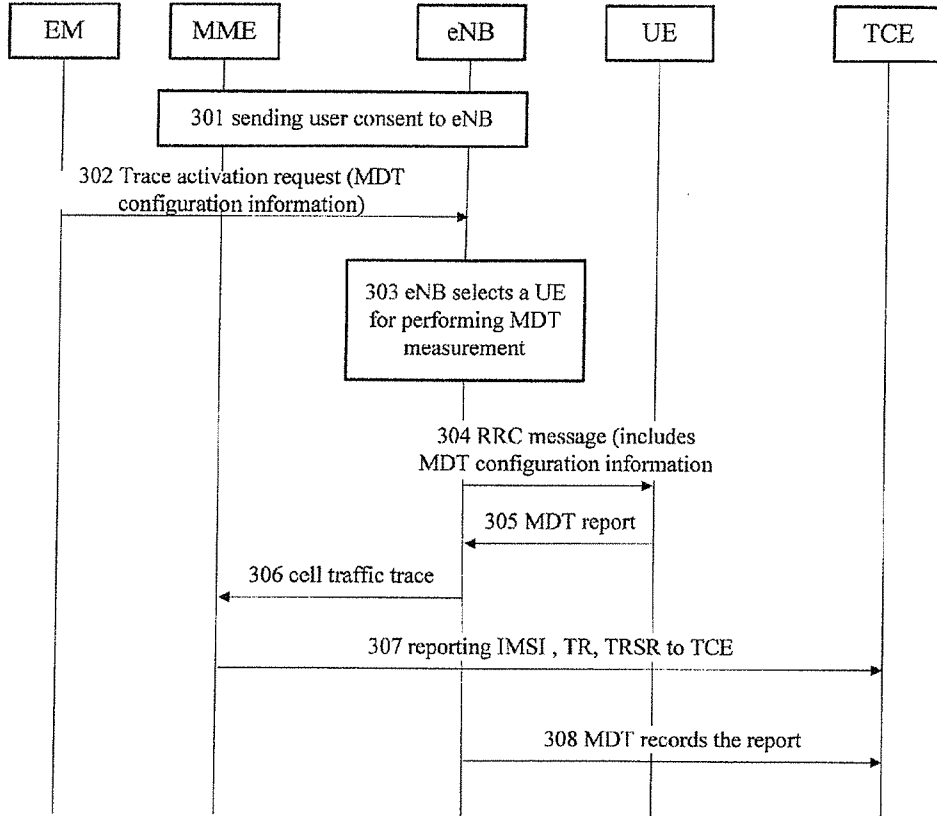 EM
MME
eNB
UE
TCE
301 sending user consent to eNB
302 Trace activation request (MDT
configuration information)
303 eNB selects a UE
for performing MDT
measurement
304 RRC message (includes
MDT configuration information
305 MDT report
306 cell traffic trace
307 reporting IMSI , TR, TRSR to TCE
308 MDT records the report